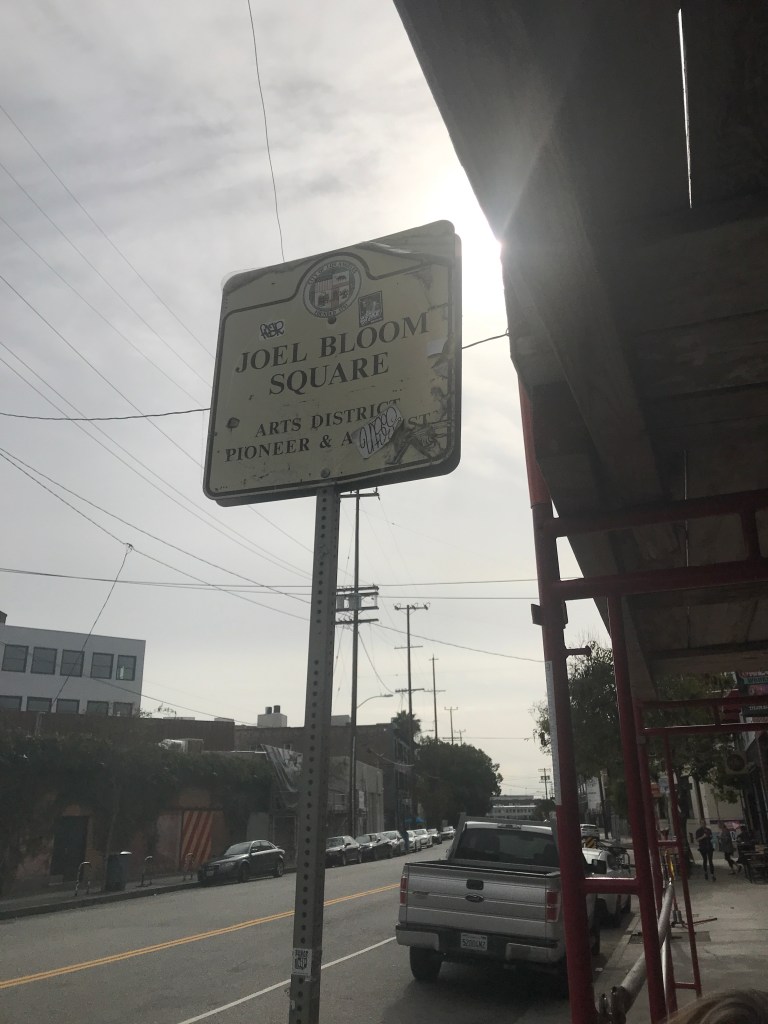 JOEL BLOOM
SQUARE
ARTS DISTRICT
PIONEER &